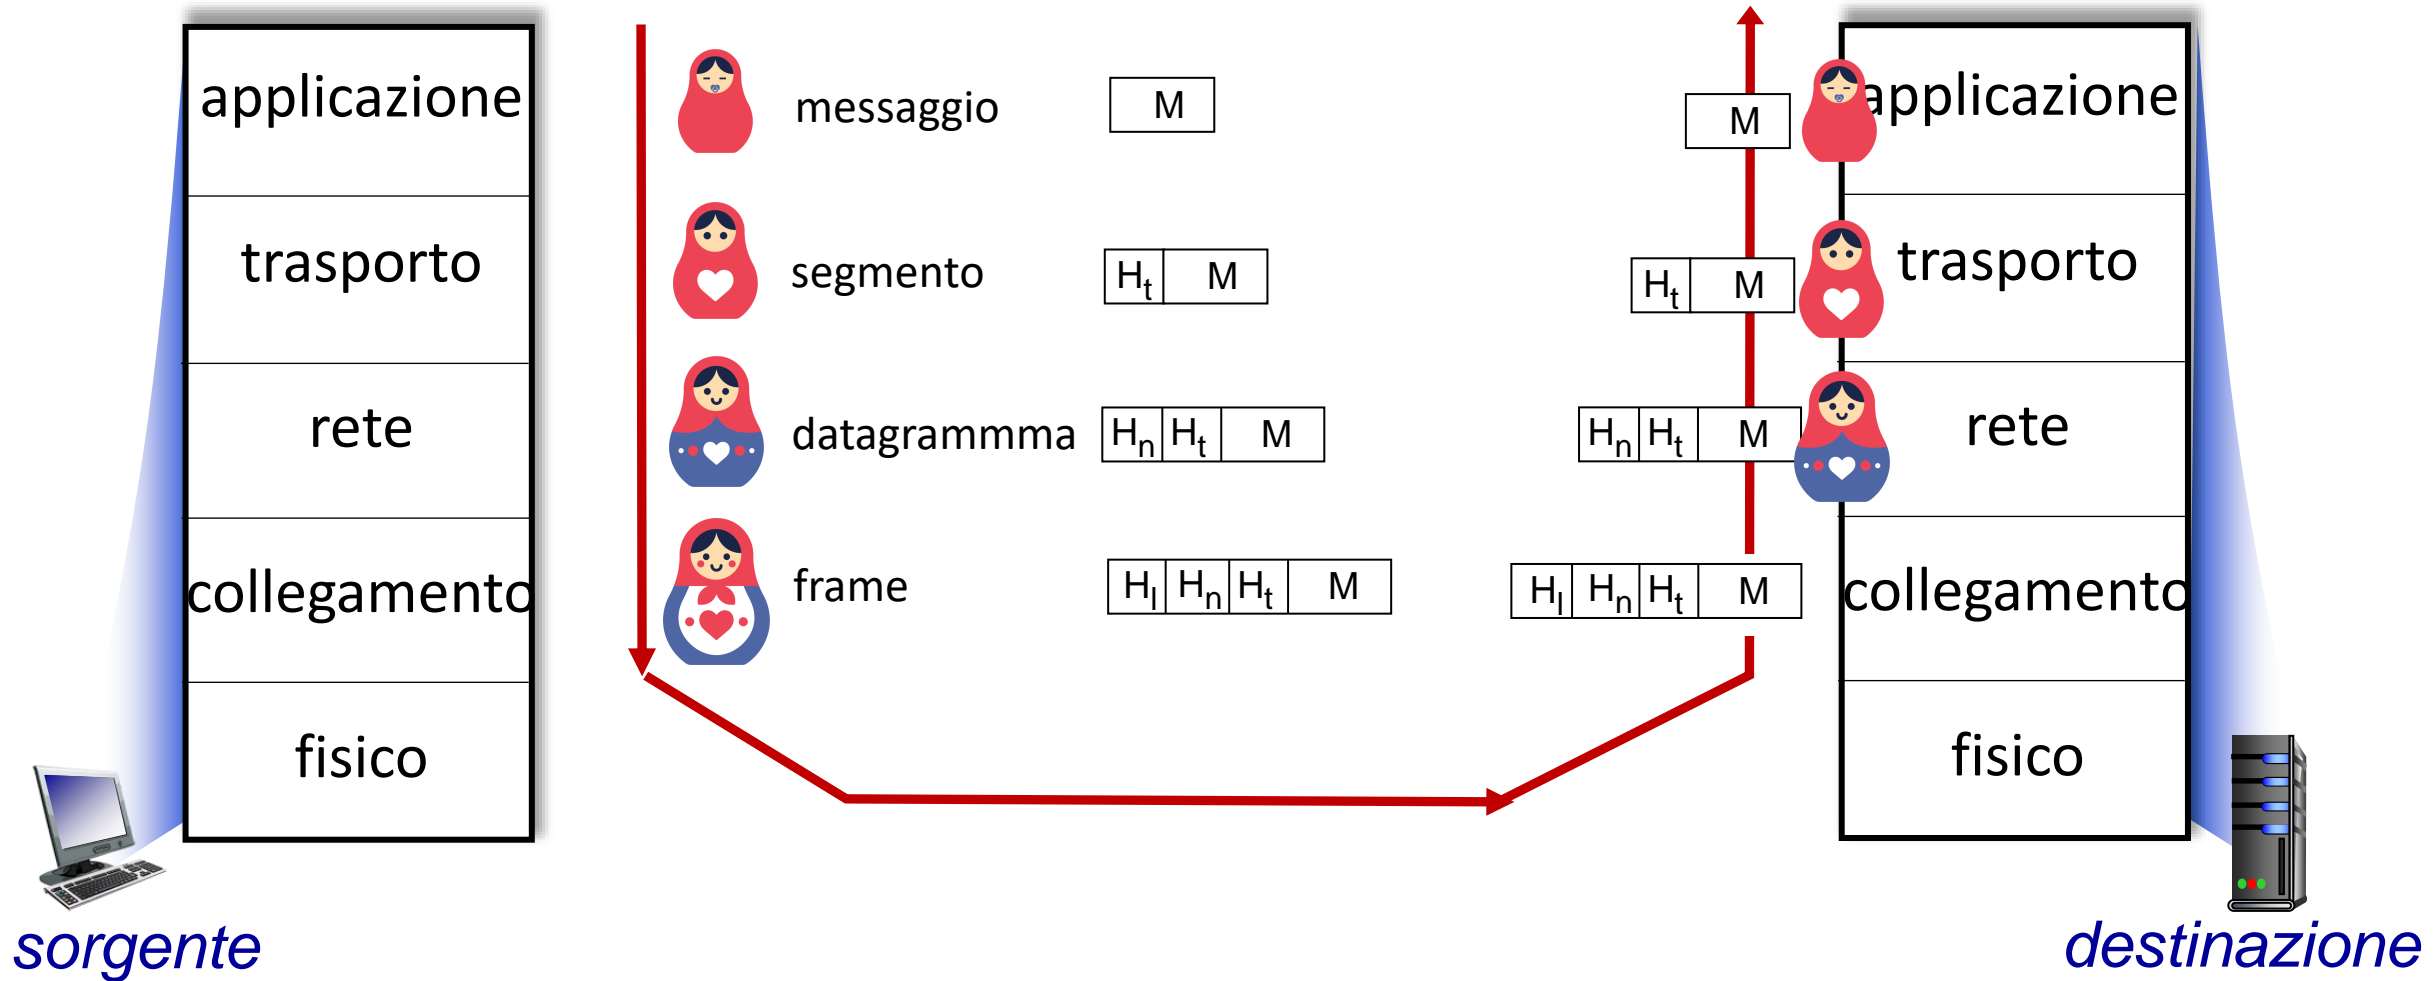 applicazione
trasporto
rete
collegamento
fisico
sorgente
messaggio M
segmento Ht M
datagrammma Hn Ht M
frame Hl Hn Ht M
M
Ht M
Hn Ht M
Hl Hn Ht M
applicazione
trasporto
rete
collegamento
fisico
destinazione